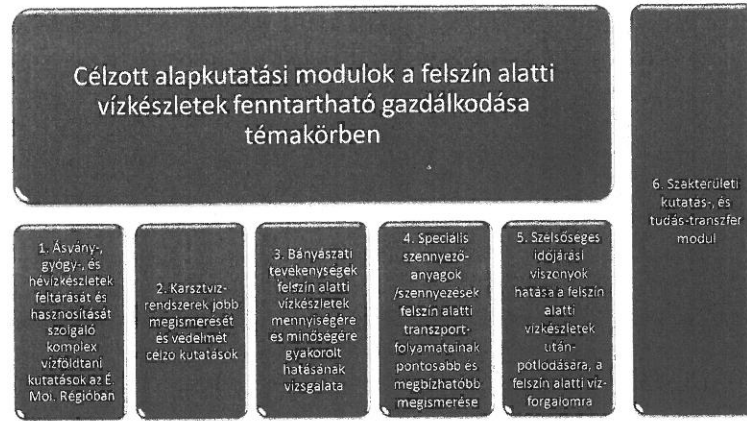 Célzott alapkutatási modulok a felszín alatti
vízkészletek fenntartható gazdálkodása
témakörben
1. Ásvány-,
gyógy-, és
hévízkészletek
feltárását és
hasznosítását
szolgáló
komplex
vízföldtani
kutatások az É.
Moi. Régióban
2. Karsztvíz-
rendszerek jobb
megismerését
és védelmét
célzó kutatások
3. Bányászati
tevékenységek
felszín alatti
vízkészletek
mennyiségére
és minőségére
gyakorolt
hatásának
vizsgálata
4. Speciális
szennyező-
anyagok
/szennyezések
felszín alatti
transzport-
folyamatainak
pontosabb és
megbízhatóbb
megismerése
5. Szélsőséges
időjárási
viszonyok
hatása a felszín
alatti
vízkészletek
után-
pótlódására, a
felszín alatti víz-
forgalomra
6. Szakterületi
kutatás-, és
tudás-transzfer
modul